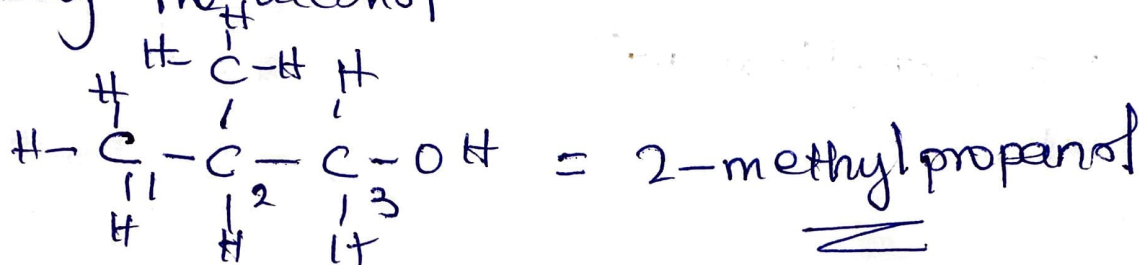 H
H- C-H H
H
H- C - C - C - OH = 2-methylpropanol
1 2 3
H H H